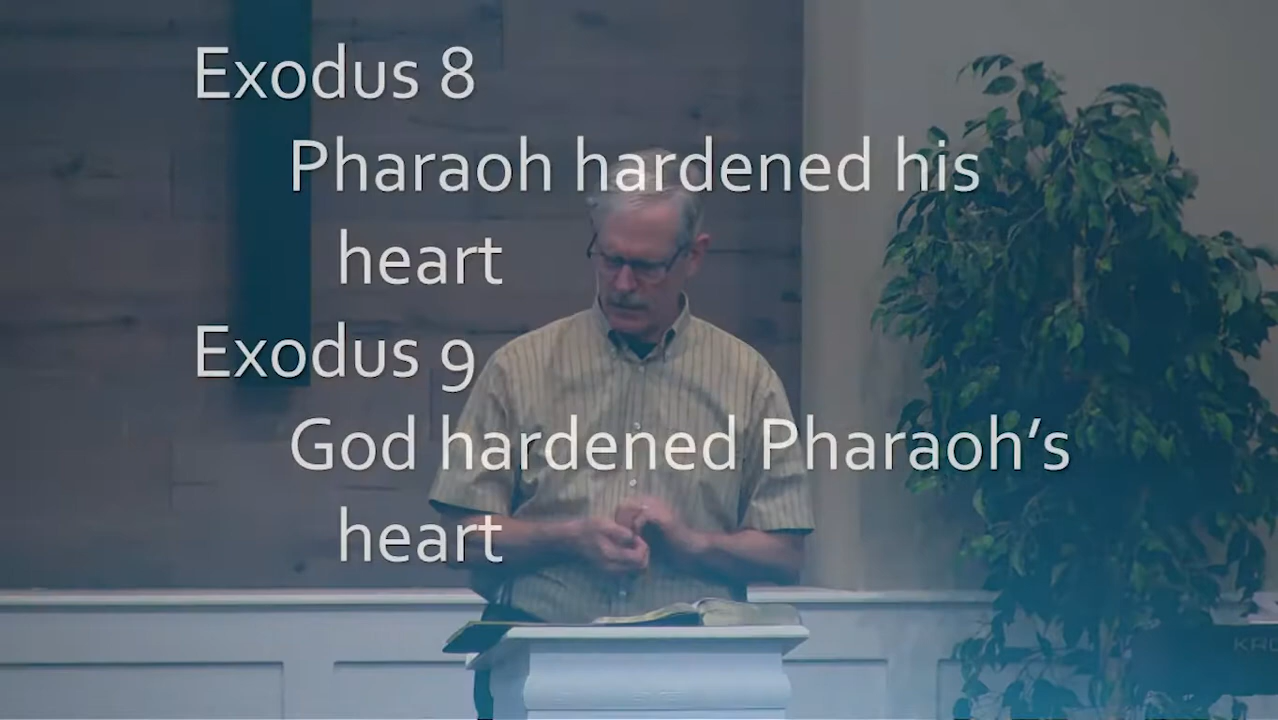 Exodus 8
Pharaoh hardened his
heart
Exodus 9
God hardened Pharaoh's
heart